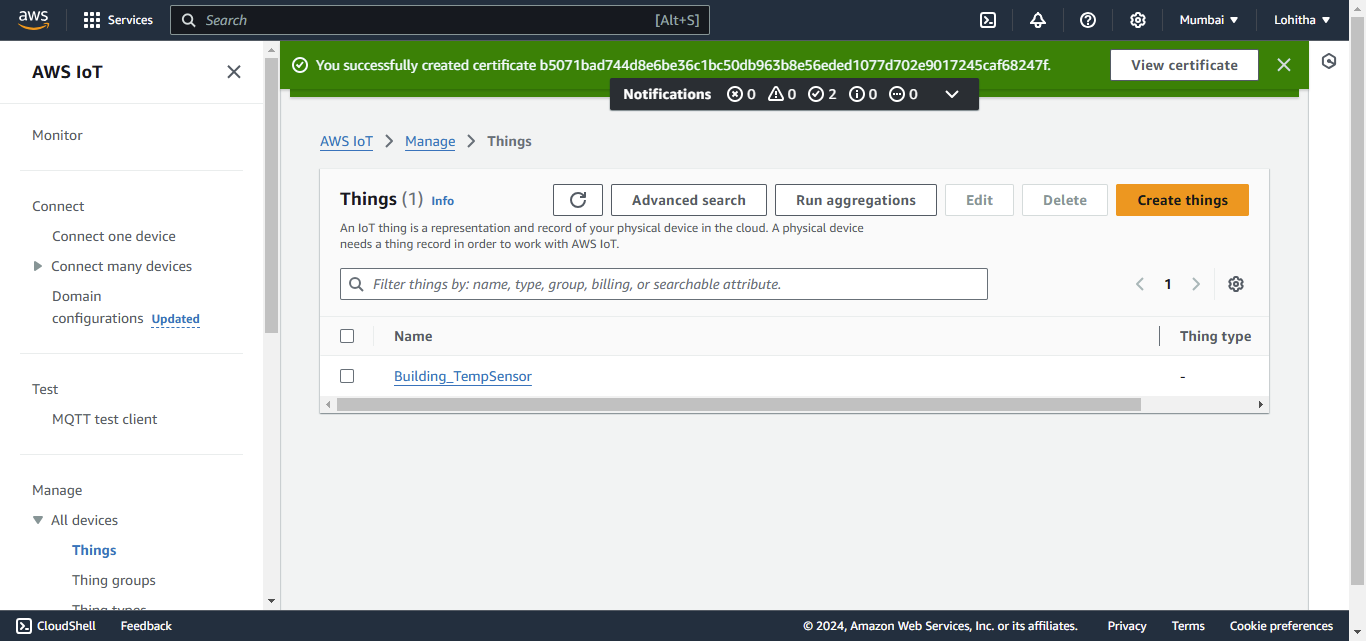 aws
Services
Search
[Alt+S]
Mumbai
Lohitha
AWS IoT
You successfully created certificate b5071bad744d8e6be36c1bc50db963b8e56eded1077d702e9017245caf68247f.
View certificate
Notifications 0 0 2 0 0
Monitor
Connect
Connect one device
Connect many devices
Domain
configurations Updated
Test
MQTT test client
Manage
All devices
Things
Thing groups
Thing types
AWS IoT
Manage
Things
Things (1) Info
Advanced search
Run aggregations
Edit
Delete
Create things
An IoT thing is a representation and record of your physical device in the cloud. A physical device
needs a thing record in order to work with AWS IoT.
Filter things by: name, type, group, billing, or searchable attribute.
1
Name
Thing type
Building_TempSensor
-
CloudShell
Feedback
© 2024, Amazon Web Services, Inc. or its affiliates.
Privacy
Terms
Cookie preferences